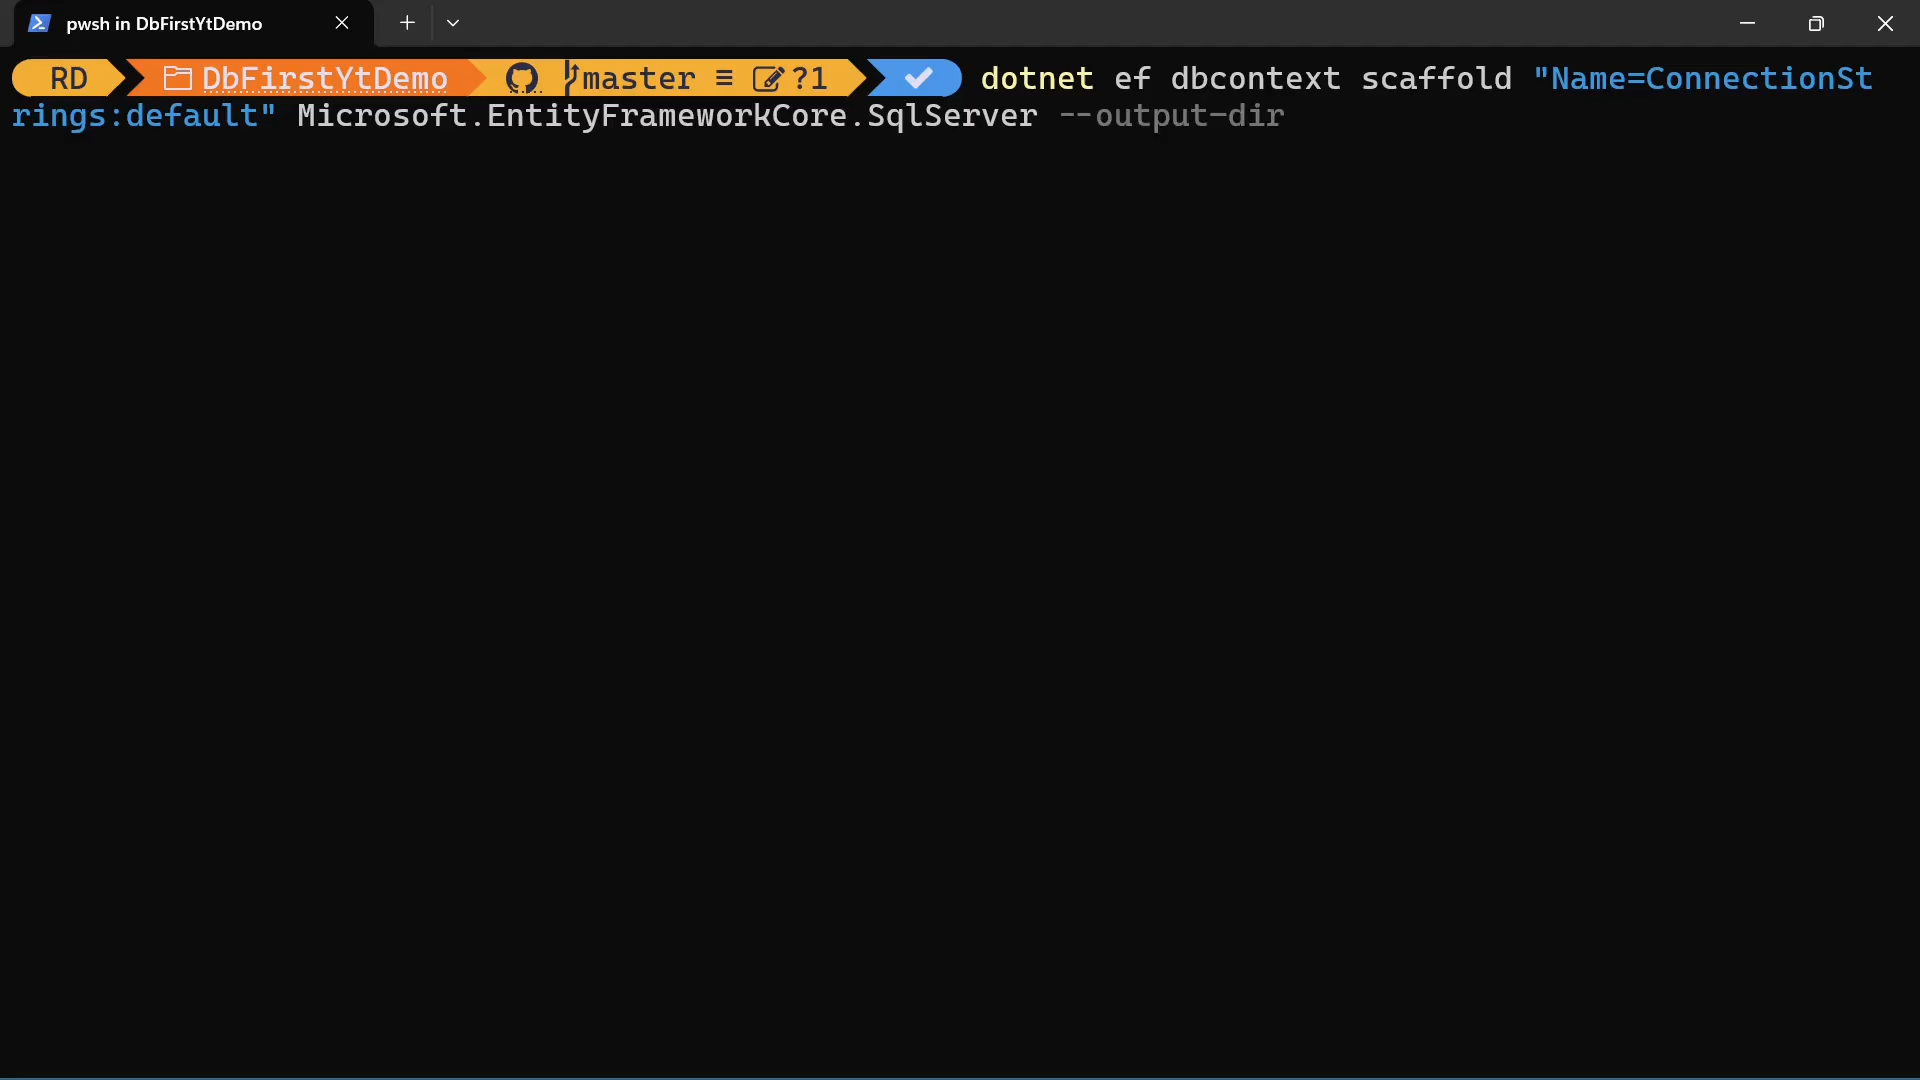 pwsh in DbFirstYtDemo
RD DbFirstYtDemo master ≡ ?1 dotnet ef dbcontext scaffold "Name=ConnectionSt
rings:default" Microsoft.EntityFrameworkCore.SqlServer --output-dir